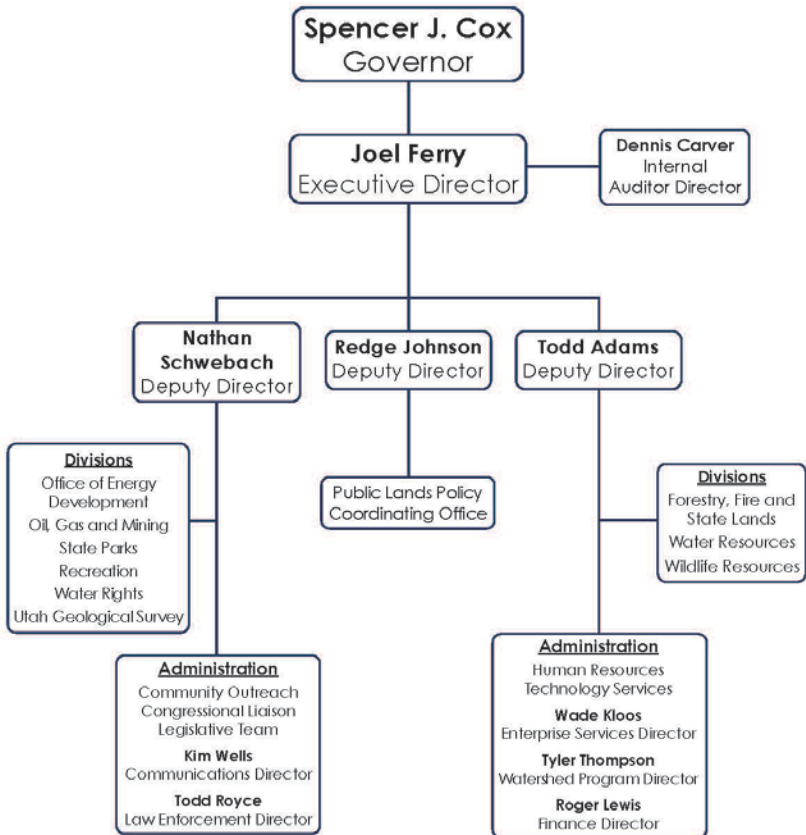 Spencer J. Cox
Governor
Joel Ferry
Executive Director
Dennis Carver
Internal
Auditor Director
Nathan
Schwebach
Deputy Director
Redge Johnson
Deputy Director
Todd Adams
Deputy Director
Divisions
Office of Energy
Development
Oil, Gas and Mining
State Parks
Recreation
Water Rights
Utah Geological Survey
Public Lands Policy
Coordinating Office
Divisions
Forestry, Fire and
State Lands
Water Resources
Wildlife Resources
Administration
Community Outreach
Congressional Liaison
Legislative Team
Kim Wells
Communications Director
Todd Royce
Law Enforcement Director
Administration
Human Resources
Technology Services
Wade Kloos
Enterprise Services Director
Tyler Thompson
Watershed Program Director
Roger Lewis
Finance Director